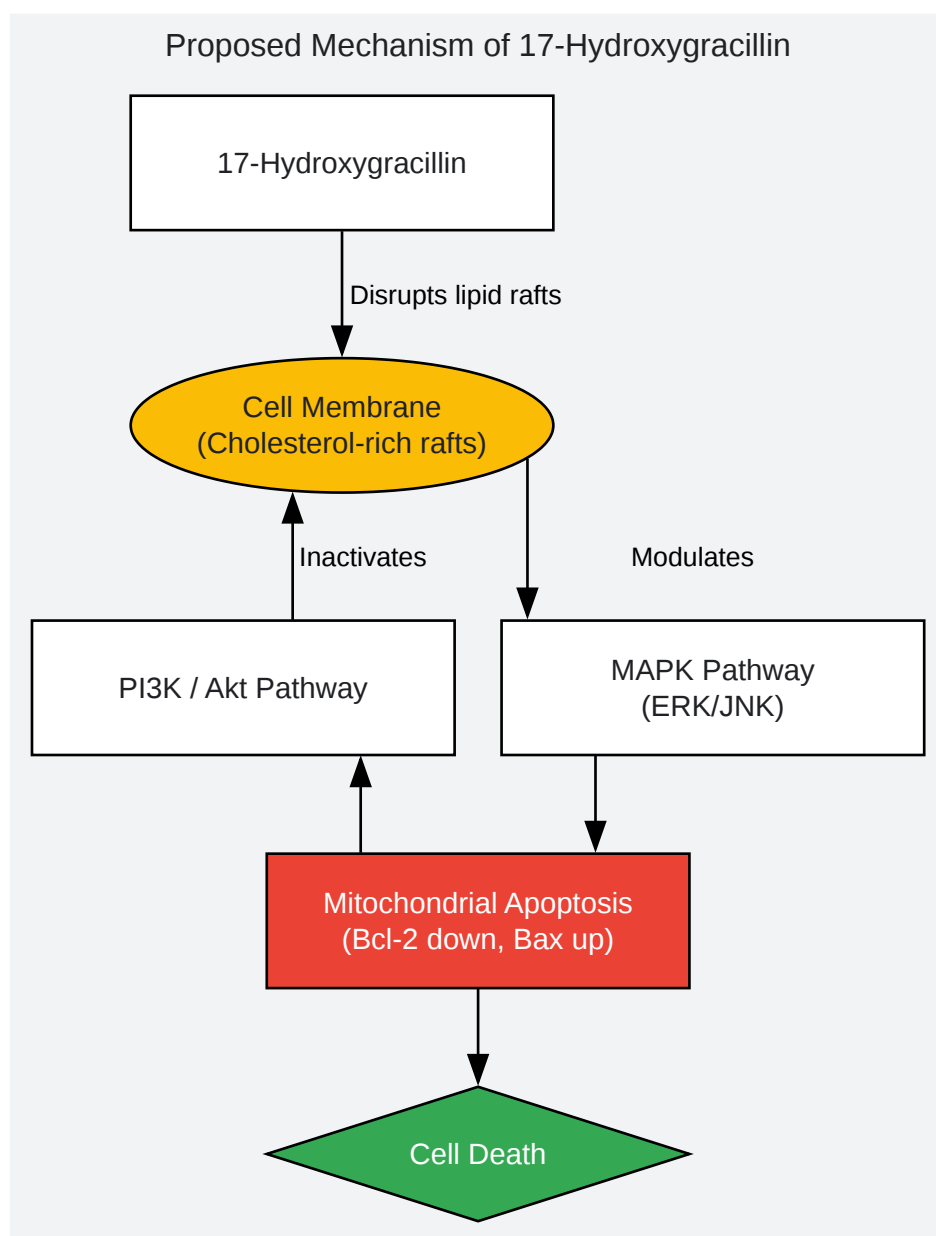 Proposed Mechanism of 17-Hydroxygracillin
17-Hydroxygracillin
Disrupts lipid rafts
Cell Membrane
(Cholesterol-rich rafts)
Inactivates
Modulates
PI3K / Akt Pathway
MAPK Pathway
(ERK/JNK)
Mitochondrial Apoptosis
(Bcl-2 down, Bax up)
Cell Death